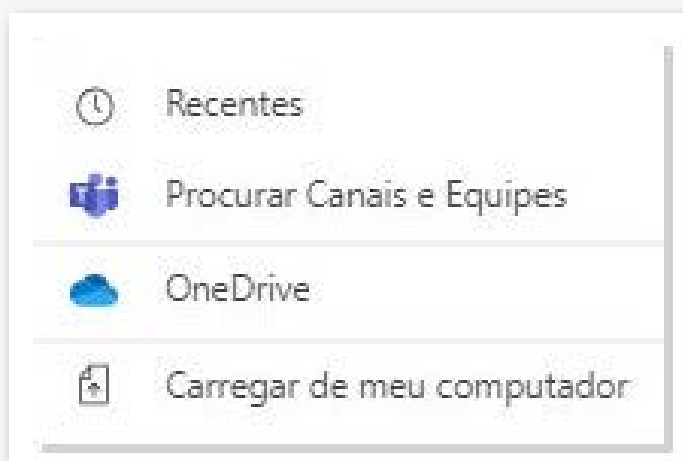 Recentes
Procurar Canais e Equipes
OneDrive
Carregar de meu computador